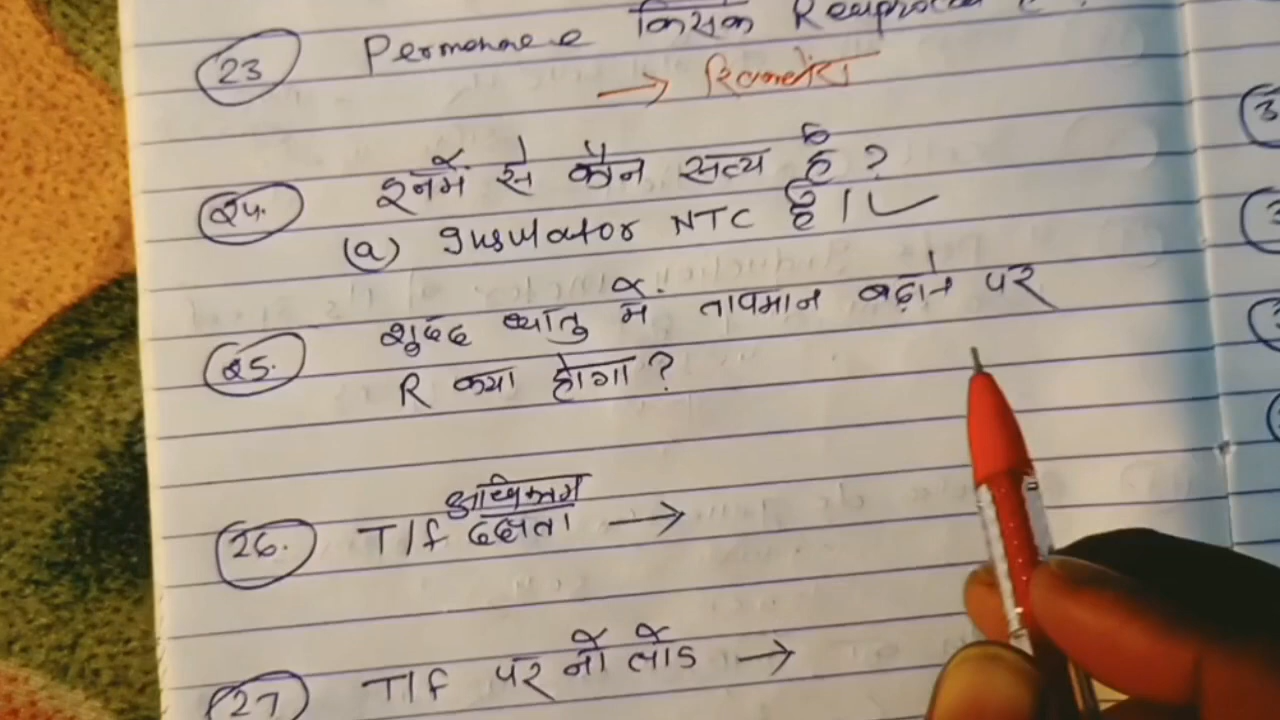 23 Permeance किसका Reciprocal है?
→ रिलक्टेंस
24. इनमें से कौन सत्य है ?
(a) Insulator NTC है।
25. शुद्द धातु में तापमान बढ़ाने पर
R क्या होगा ?
अधिकतम
26. T/f दक्षता →
27 T/f पर नो लोड →